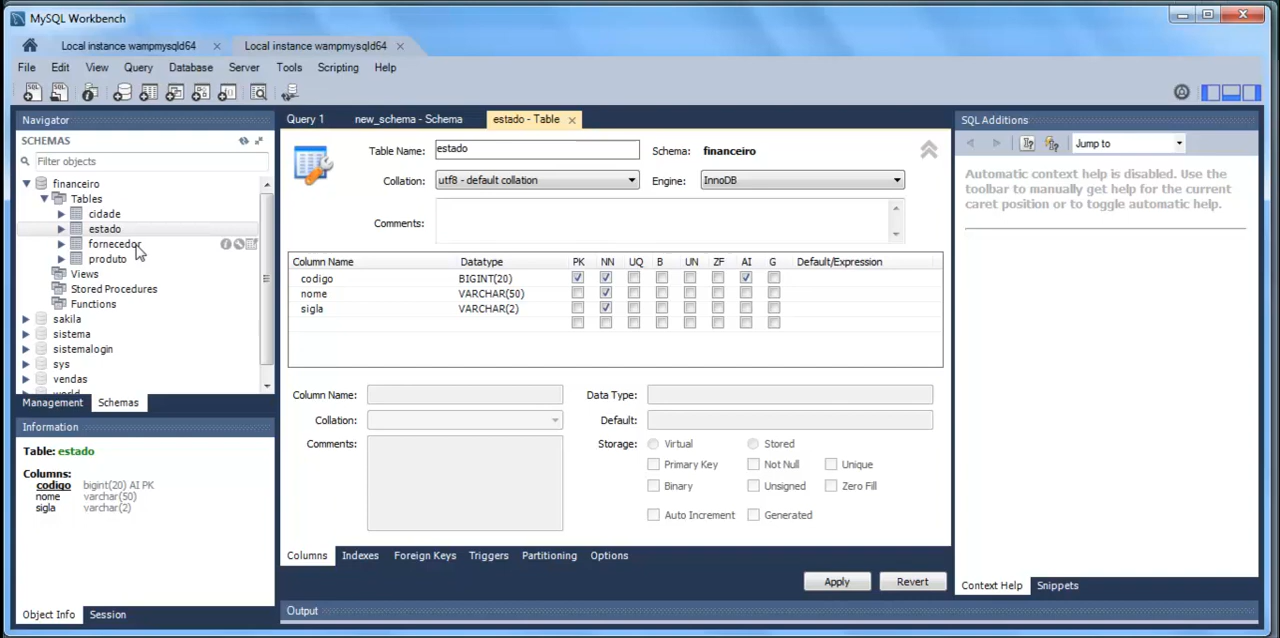 MySQL Workbench
Local instance wampmysqld64 Local instance wampmysqld64
File Edit View Query Database Server Tools Scripting Help
Navigator
SCHEMAS
Filter objects
financeiro
Tables
cidade
estado
fornecedor
produto
Views
Stored Procedures
Functions
sakila
sistema
sistemalogin
sys
vendas
world
Management Schemas
Information
Table: estado
Columns:
codigo bigint(20) AI PK
nome varchar(50)
sigla varchar(2)
Object Info Session
Query 1 new_schema - Schema estado - Table
Table Name: estado Schema: financeiro
Collation: utf8 - default collation Engine: InnoDB
Comments:
Column Name Datatype PK NN UQ B UN ZF AI G Default/Expression
codigo BIGINT(20)
nome VARCHAR(50)
sigla VARCHAR(2)
Column Name: Data Type:
Collation: Default:
Comments: Storage: Virtual Stored
Primary Key Not Null Unique
Binary Unsigned Zero Fill
Auto Increment Generated
Columns Indexes Foreign Keys Triggers Partitioning Options
Apply Revert
Output
SQL Additions
Jump to
Automatic context help is disabled. Use the
toolbar to manually get help for the current
caret position or to toggle automatic help.
Context Help Snippets